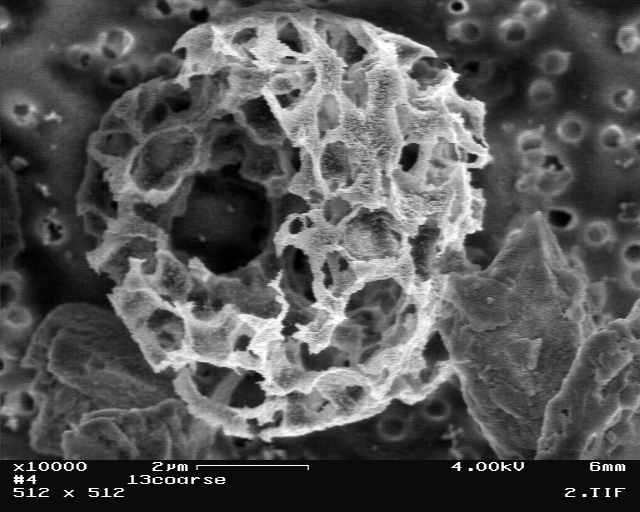 x10000 2µm 4.00kV 6mm
#4 13coarse
512 x 512 2.TIF